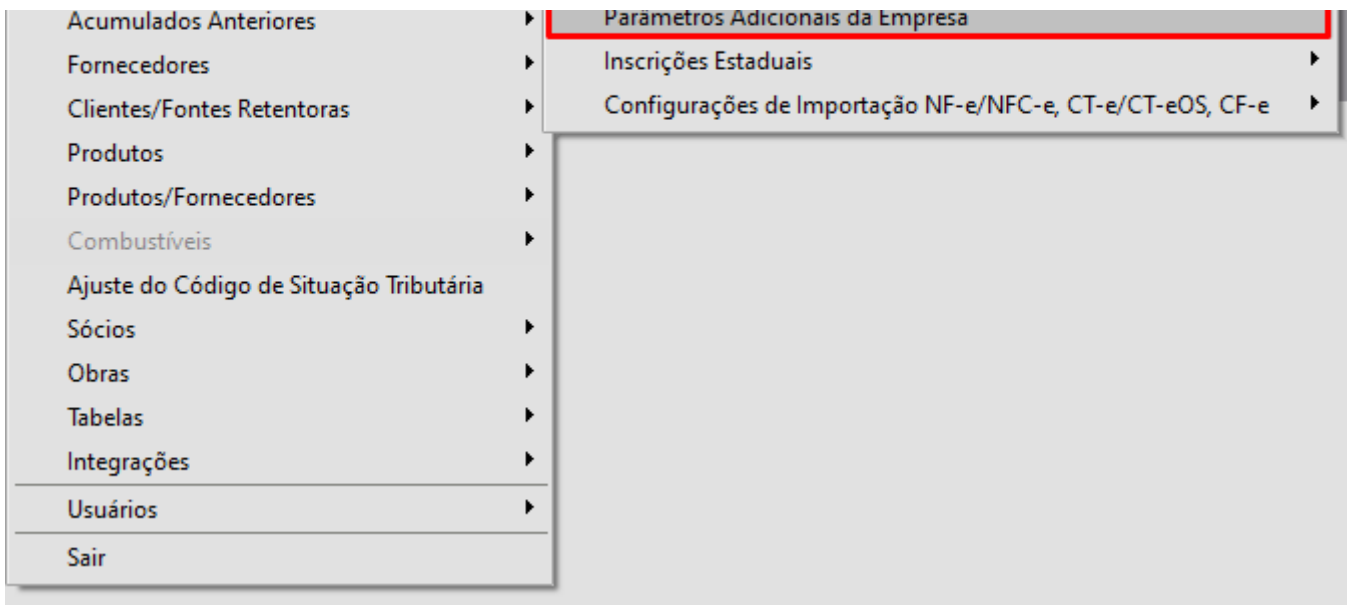 Acumulados Anteriores
Fornecedores
Clientes/Fontes Retentoras
Produtos
Produtos/Fornecedores
Combustíveis
Ajuste do Código de Situação Tributária
Sócios
Obras
Tabelas
Integrações
Usuários
Sair
Parâmetros Adicionais da Empresa
Inscrições Estaduais
Configurações de Importação NF-e/NFC-e, CT-e/CT-eOS, CF-e